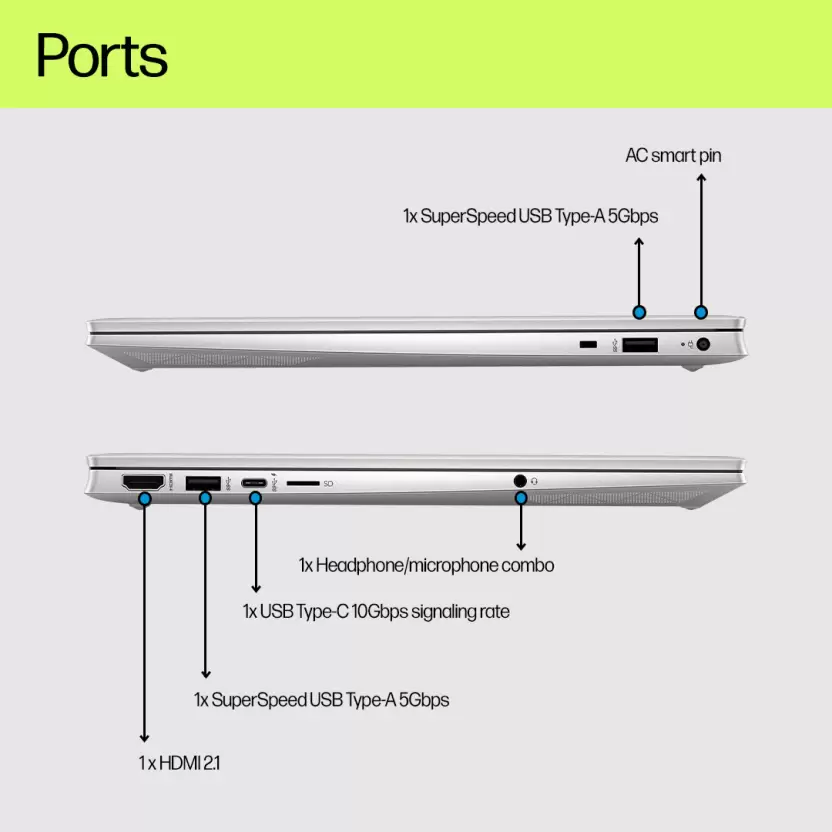 Ports
AC smart pin
1x SuperSpeed USB Type-A 5Gbps
HDMI
SD
1x Headphone/microphone combo
1x USB Type-C 10Gbps signaling rate
1x SuperSpeed USB Type-A 5Gbps
1 x HDMI 2.1